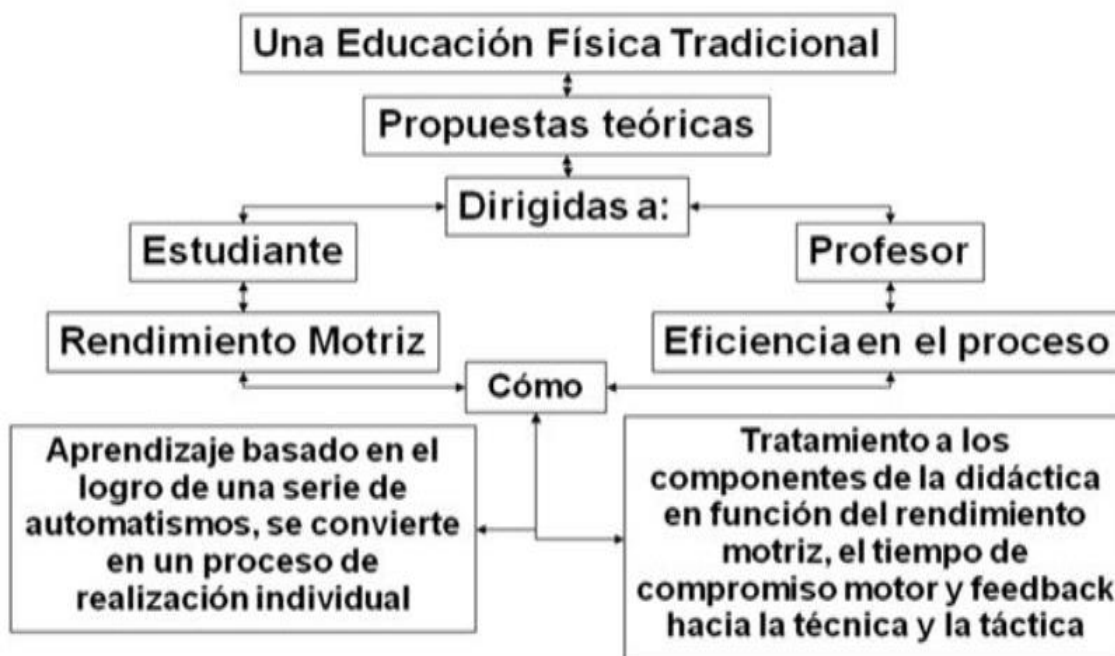 Una Educación Física Tradicional
Propuestas teóricas
Dirigidas a:
Estudiante
Profesor
Rendimiento Motriz
Eficiencia en el proceso
Cómo
Aprendizaje basado en el
logro de una serie de
automatismos, se convierte
en un proceso de
realización individual
Tratamiento a los
componentes de la didáctica
en función del rendimiento
motriz, el tiempo de
compromiso motor y feedback
hacia la técnica y la táctica